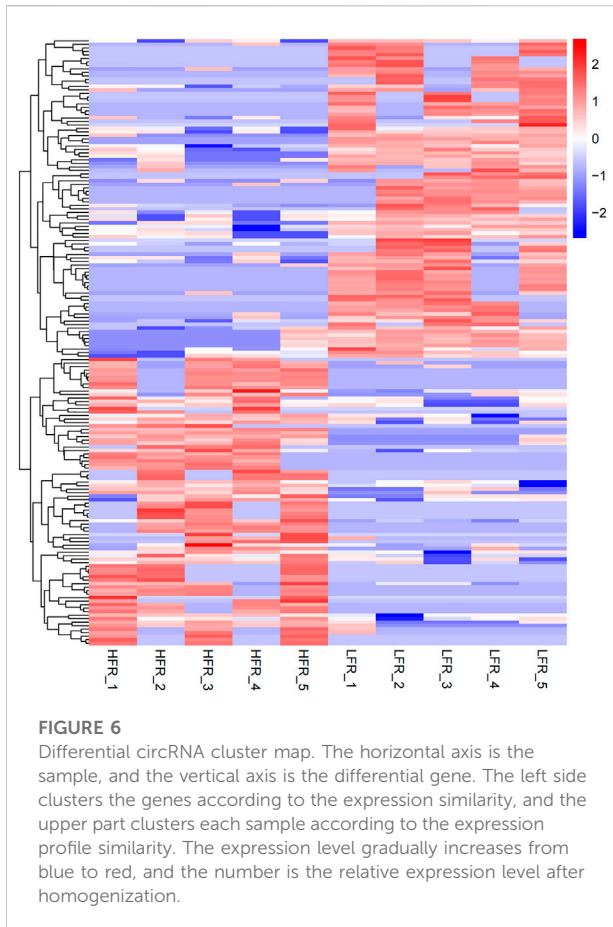 2
1
0
−1
−2
HFR_1
HFR_2
HFR_3
HFR_4
HFR_5
LFR_1
LFR_2
LFR_3
LFR_4
LFR_5
FIGURE 6
Differential circRNA cluster map. The horizontal axis is the
sample, and the vertical axis is the differential gene. The left side
clusters the genes according to the expression similarity, and the
upper part clusters each sample according to the expression
profile similarity. The expression level gradually increases from
blue to red, and the number is the relative expression level after
homogenization.